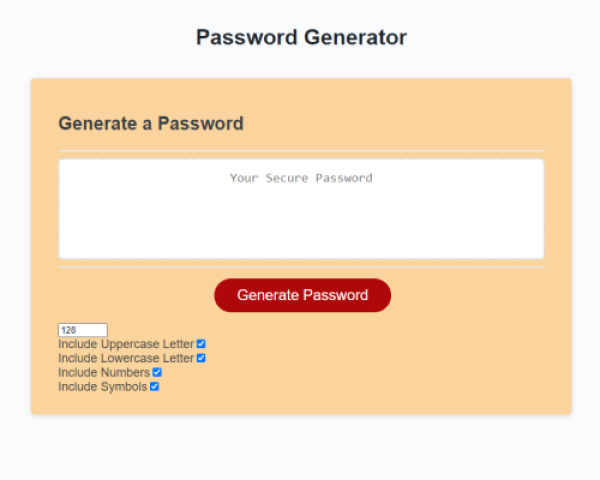 Password Generator
Generate a Password
Your Secure Password
Generate Password
128
Include Uppercase Letter
Include Lowercase Letter
Include Numbers
Include Symbols